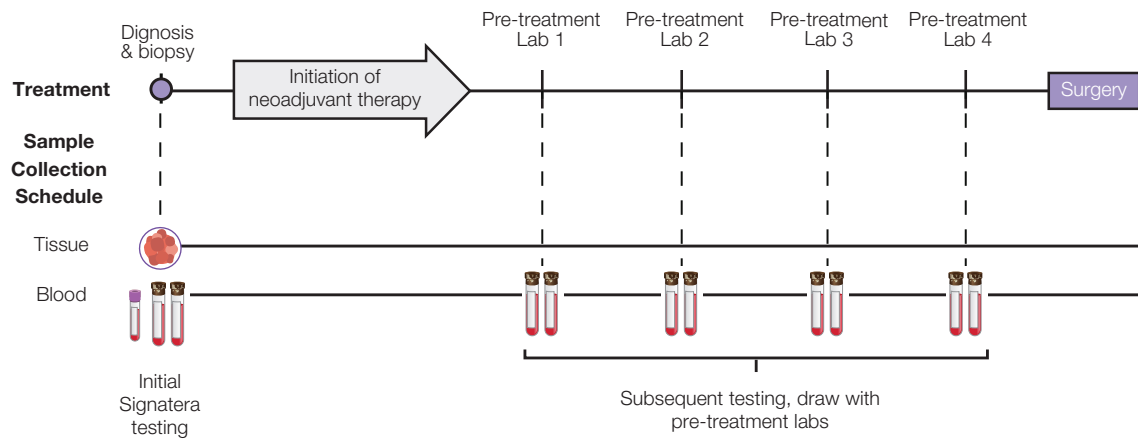 Dignosis
& biopsy
Pre-treatment
Lab 1
Pre-treatment
Lab 2
Pre-treatment
Lab 3
Pre-treatment
Lab 4
Treatment
Initiation of
neoadjuvant therapy
Surgery
Sample
Collection
Schedule
Tissue
Blood
Initial
Signatera
testing
Subsequent testing, draw with
pre-treatment labs